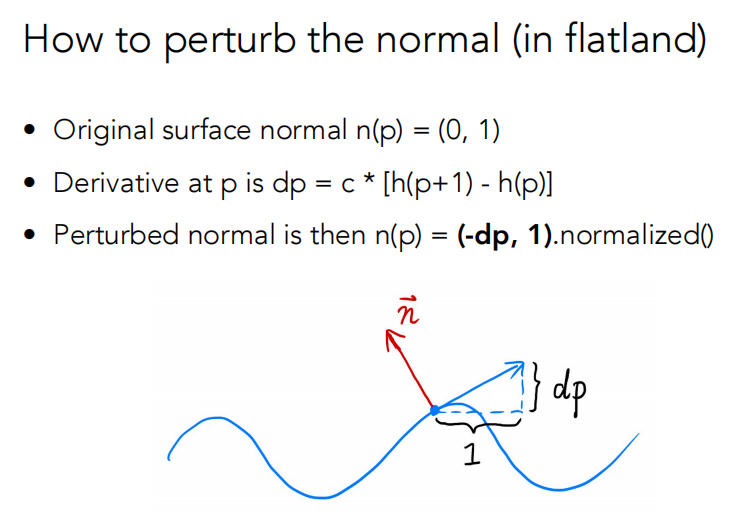 How to perturb the normal (in flatland)
• Original surface normal n(p) = (0, 1)
• Derivative at p is dp = c * [h(p+1) - h(p)]
• Perturbed normal is then n(p) = (-dp, 1).normalized()
n⃗
dp
1